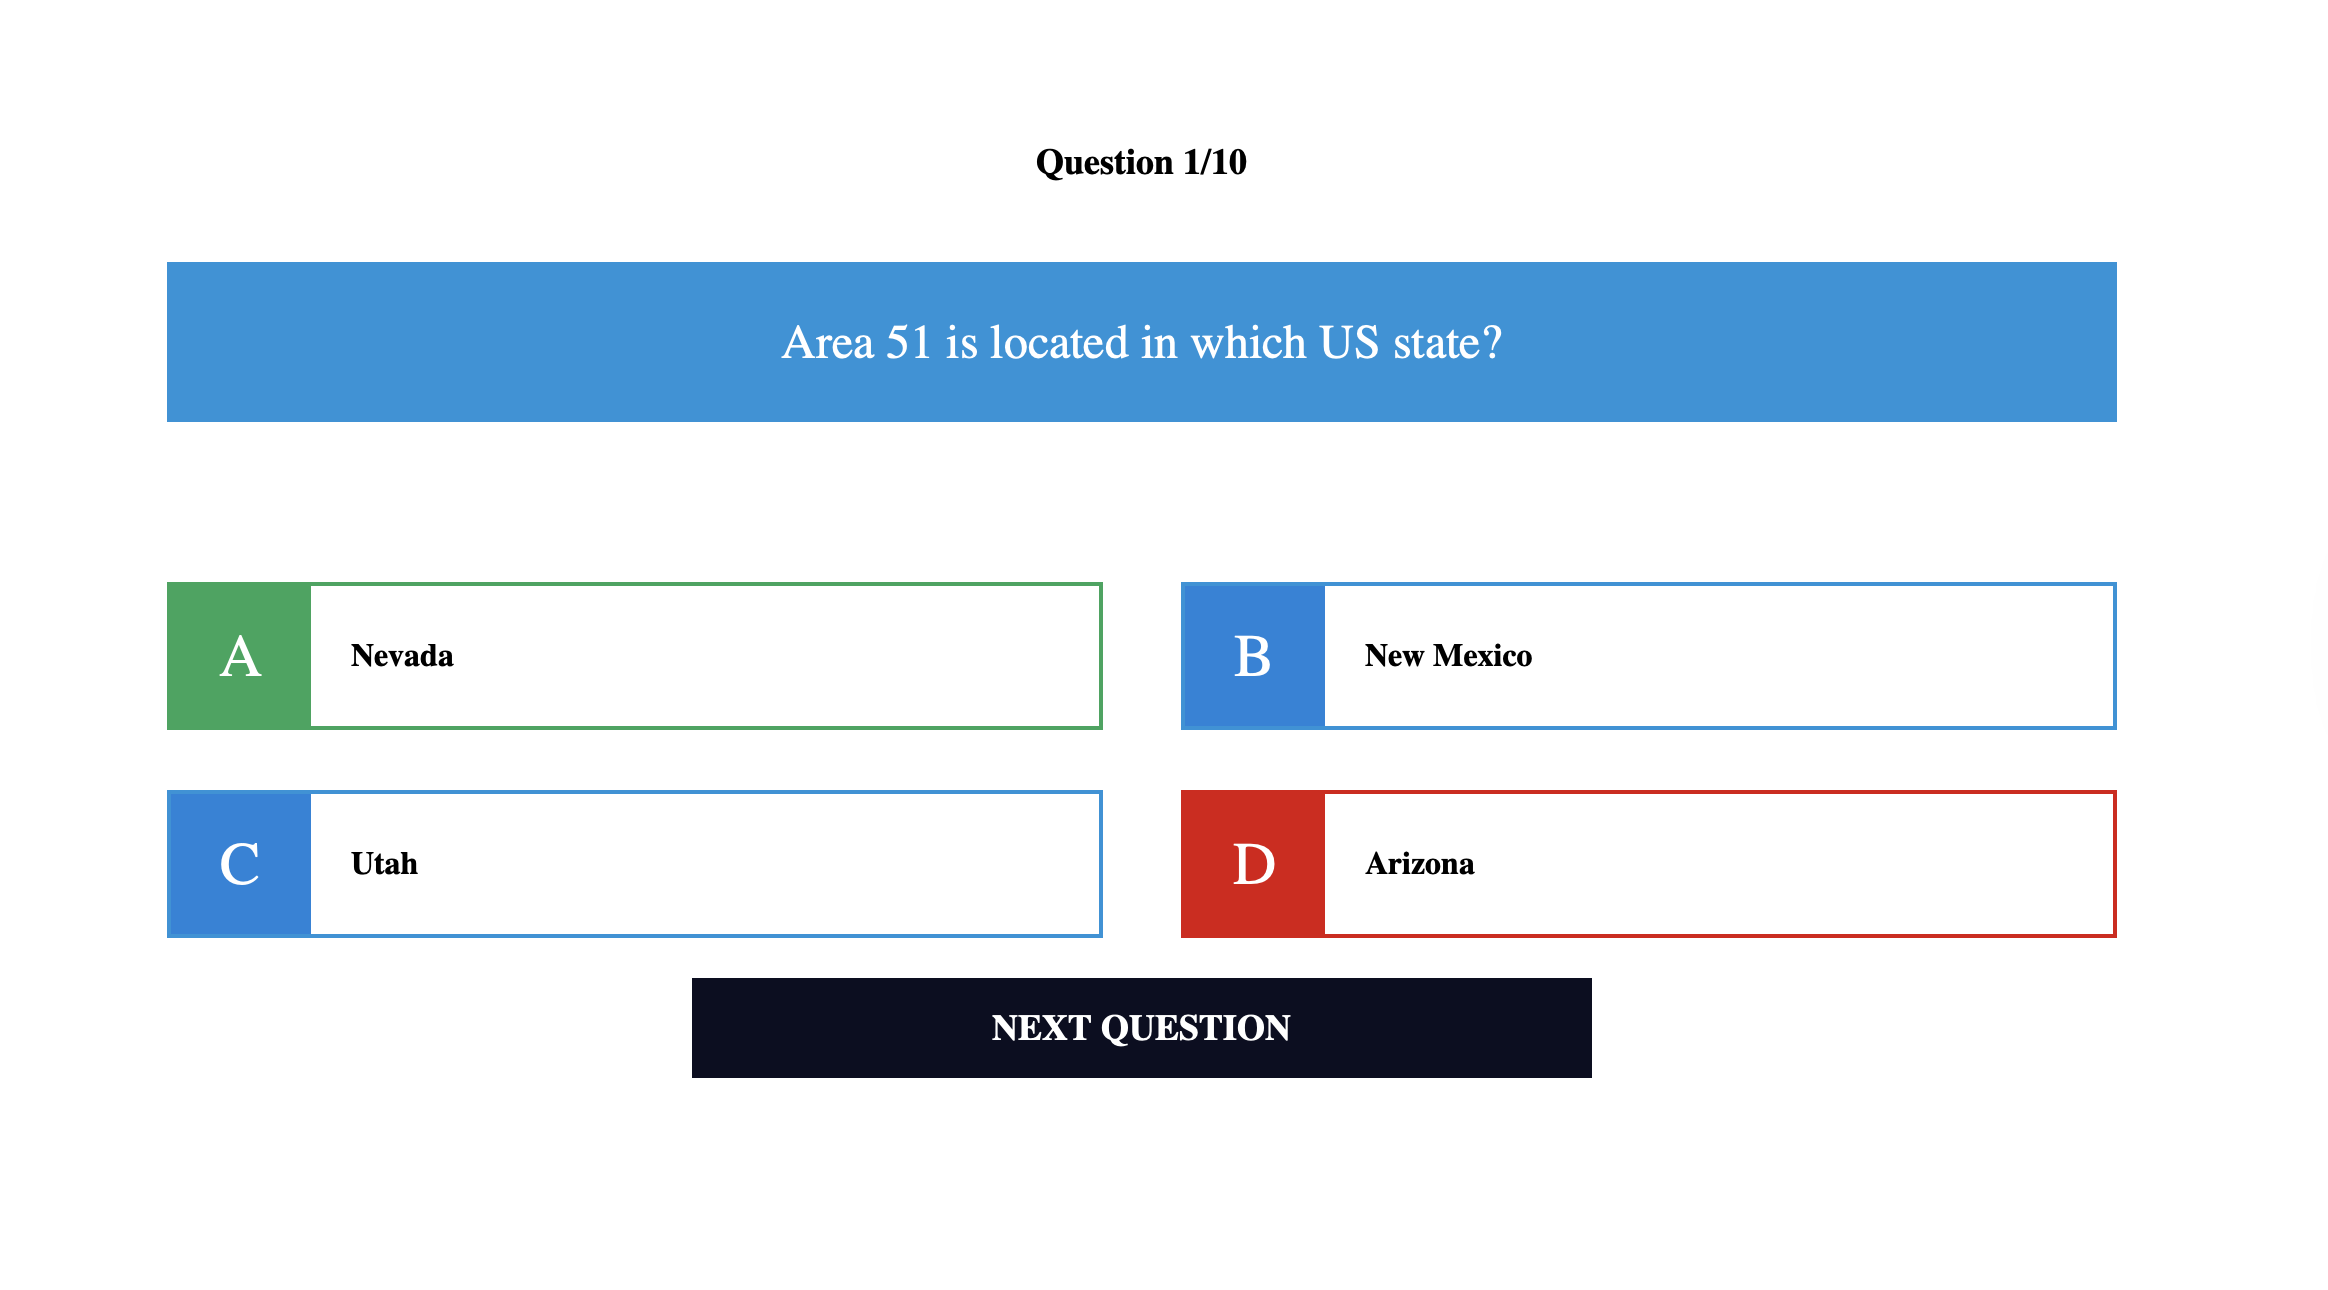 Question 1/10
Area 51 is located in which US state?
A Nevada
B New Mexico
C Utah
D Arizona
NEXT QUESTION